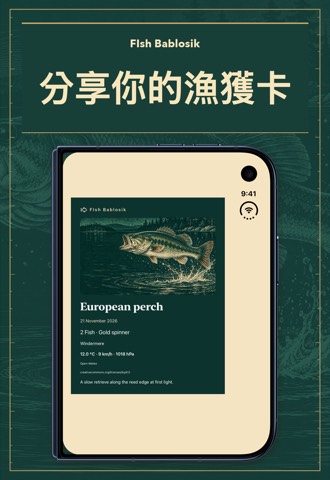 FIsh Bablosik
分享你的漁獲卡
9:41
FIsh Bablosik
European perch
21 November 2026
2 Fish · Gold spinner
Windermere
12.0 °C · 9 km/h · 1018 hPa
Open-Meteo
A slow retrieve along the reed edge at first light.